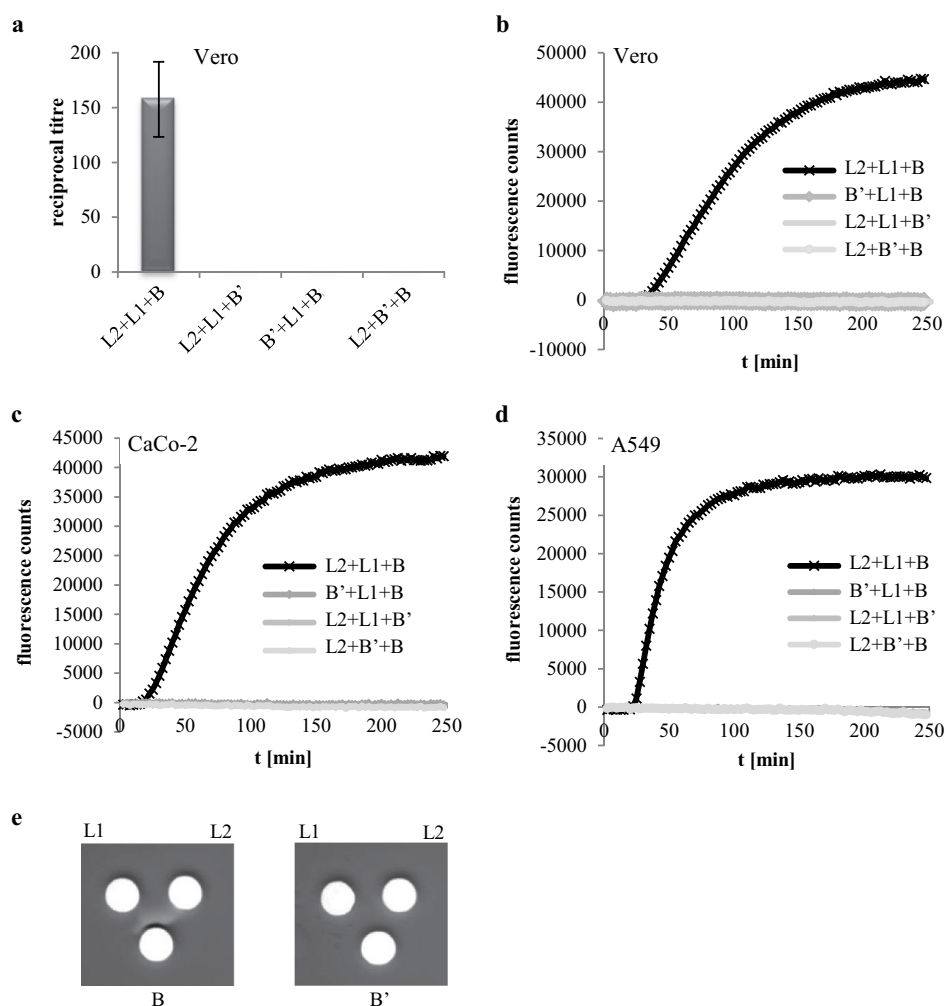 a
Vero
reciprocal titre
200
150
100
50
0
L2+L1+B
L2+L1+B’
B’+L1+B
L2+B’+B
b
Vero
fluorescence counts
50000
40000
30000
20000
10000
0
-10000
0 50 100 150 200 250
t [min]
L2+L1+B
B’+L1+B
L2+L1+B’
L2+B’+B
c
CaCo-2
fluorescence counts
45000
40000
35000
30000
25000
20000
15000
10000
5000
0
-5000
0 50 100 150 200 250
t [min]
L2+L1+B
B’+L1+B
L2+L1+B’
L2+B’+B
d
A549
fluorescence counts
35000
30000
25000
20000
15000
10000
5000
0
-5000
0 50 100 150 200 250
t [min]
L2+L1+B
B’+L1+B
L2+L1+B’
L2+B’+B
e
L1 L2
B
L1 L2
B’